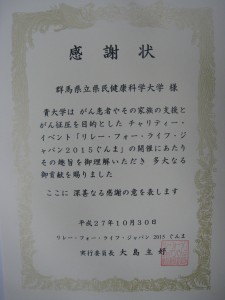 感謝状
群馬県立県民健康科学大学 様
貴大学は がん患者やその家族の支援と
がん征圧を目的とした チャリティー・
イベント「リレー・フォー・ライフ・ジ
ャパン2015ぐんま」の開催にあたり
その趣旨を御理解いただき 多大なる
御貢献を賜りました
ここに 深甚なる感謝の意を表します
平成27年10月30日
リレー・フォー・ライフ・ジャパン 2015 ぐんま
実行委員長 大島